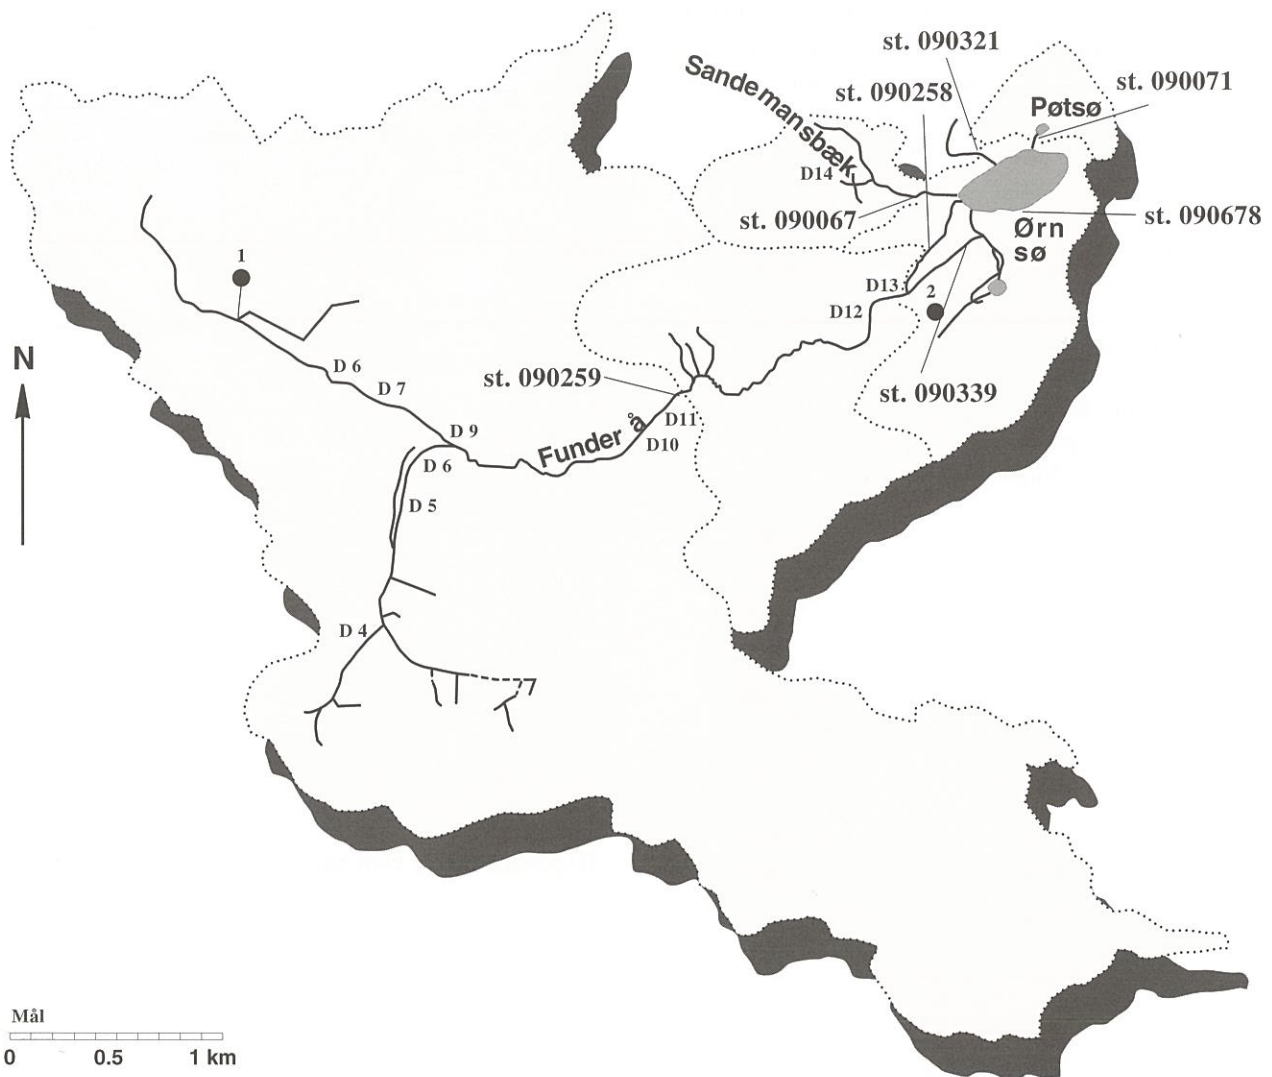 st. 090321
Sandemansbæk
st. 090258
st. 090071
Pøtsø
D14
st. 090067
st. 090678
Ørn
sø
1
D13
2
D12
N
D 6
st. 090259
D 7
st. 090339
D11
D 9
Funder å
D10
D 6
D 5
D 4
Mål
0 0.5 1 km